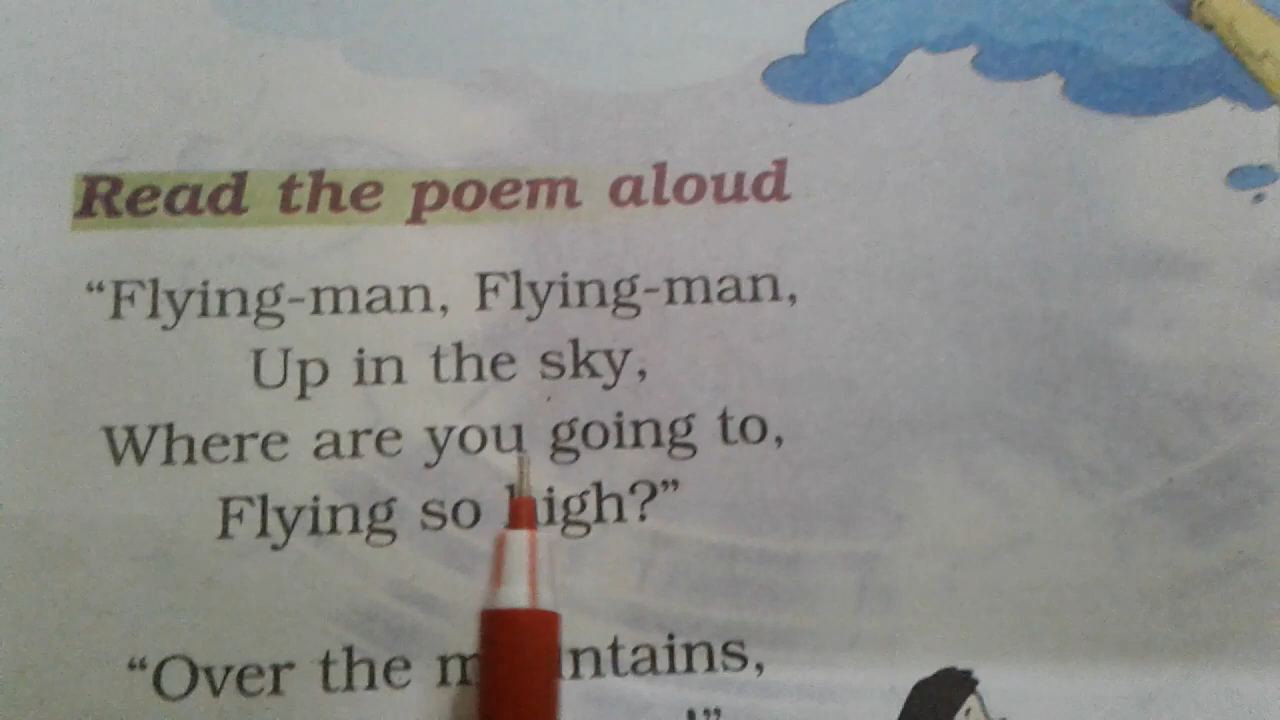 Read the poem aloud
“Flying-man, Flying-man,
Up in the sky,
Where are you going to,
Flying so high?”
“Over the mountains,